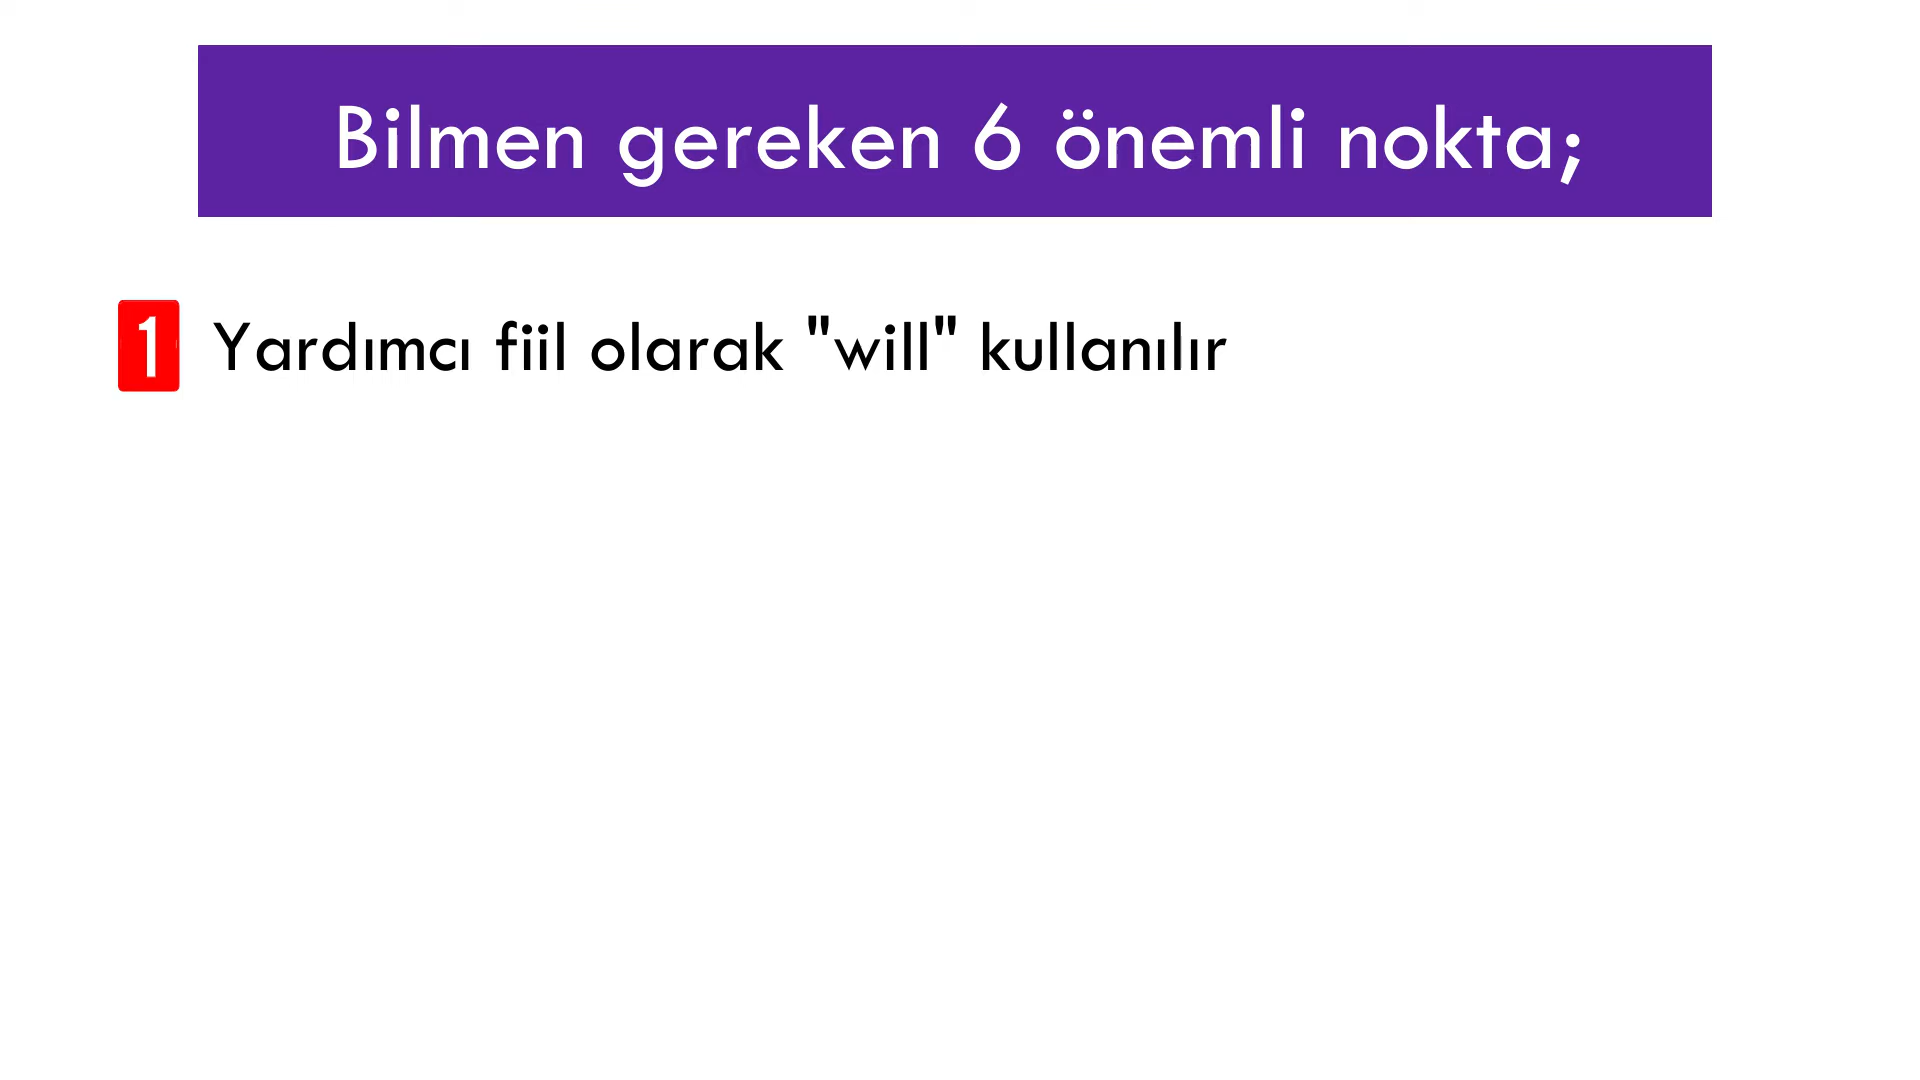 Bilmen gereken 6 önemli nokta;
1 Yardımcı fiil olarak "will" kullanılır